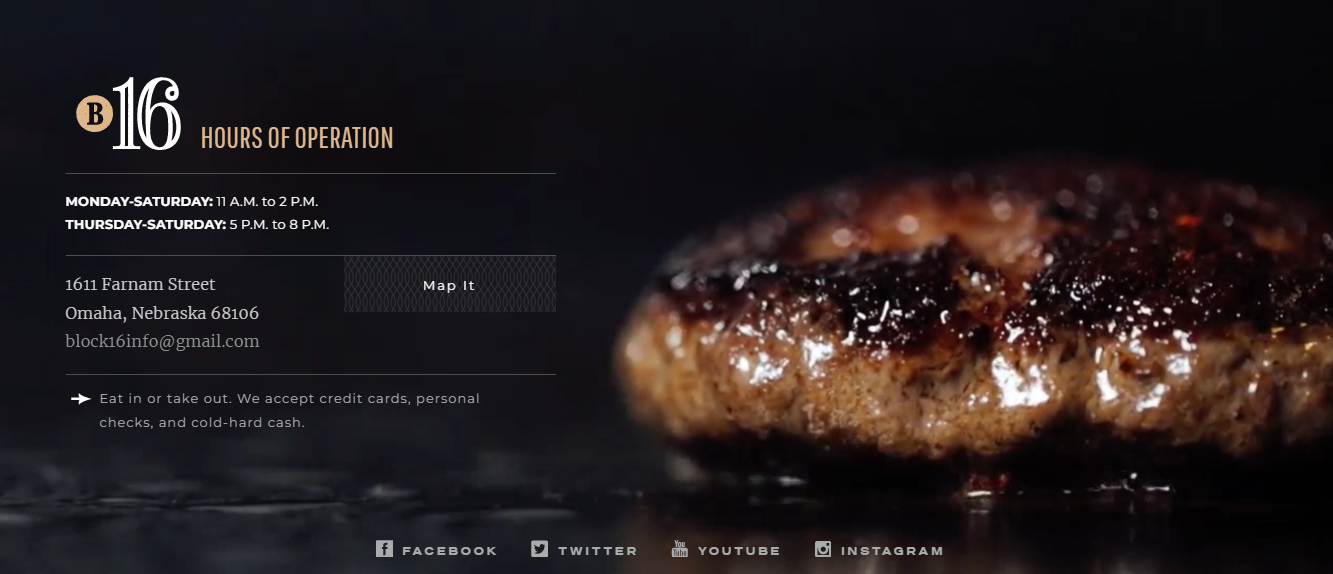 B16 HOURS OF OPERATION
MONDAY-SATURDAY: 11 A.M. to 2 P.M.
THURSDAY-SATURDAY: 5 P.M. to 8 P.M.
1611 Farnam Street
Map It
Omaha, Nebraska 68106
block16info@gmail.com
Eat in or take out. We accept credit cards, personal
checks, and cold-hard cash.
FACEBOOK TWITTER You Tube YOUTUBE INSTAGRAM